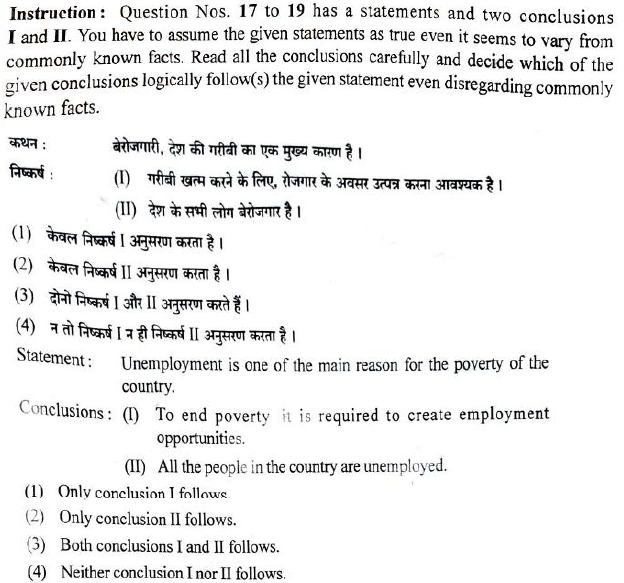 Instruction : Question Nos. 17 to 19 has a statements and two conclusions
I and II. You have to assume the given statements as true even it seems to vary from
commonly known facts. Read all the conclusions carefully and decide which of the
given conclusions logically follow(s) the given statement even disregarding commonly
known facts.
कथन : बेरोजगारी, देश की गरीबी का एक मुख्य कारण है ।
निष्कर्ष : (I) गरीबी खत्म करने के लिए, रोजगार के अवसर उत्पन्न करना आवश्यक है ।
(II) देश के सभी लोग बेरोजगार है ।
(1) केवल निष्कर्ष I अनुसरण करता है ।
(2) केवल निष्कर्ष II अनुसरण करता है ।
(3) दोनो निष्कर्ष I और II अनुसरण करते हैं ।
(4) न तो निष्कर्ष I न ही निष्कर्ष II अनुसरण करता है ।
Statement : Unemployment is one of the main reason for the poverty of the
country.
Conclusions : (I) To end poverty it is required to create employment
opportunities.
(II) All the people in the country are unemployed.
(1) Only conclusion I follows
(2) Only conclusion II follows.
(3) Both conclusions I and II follows.
(4) Neither conclusion I nor II follows.